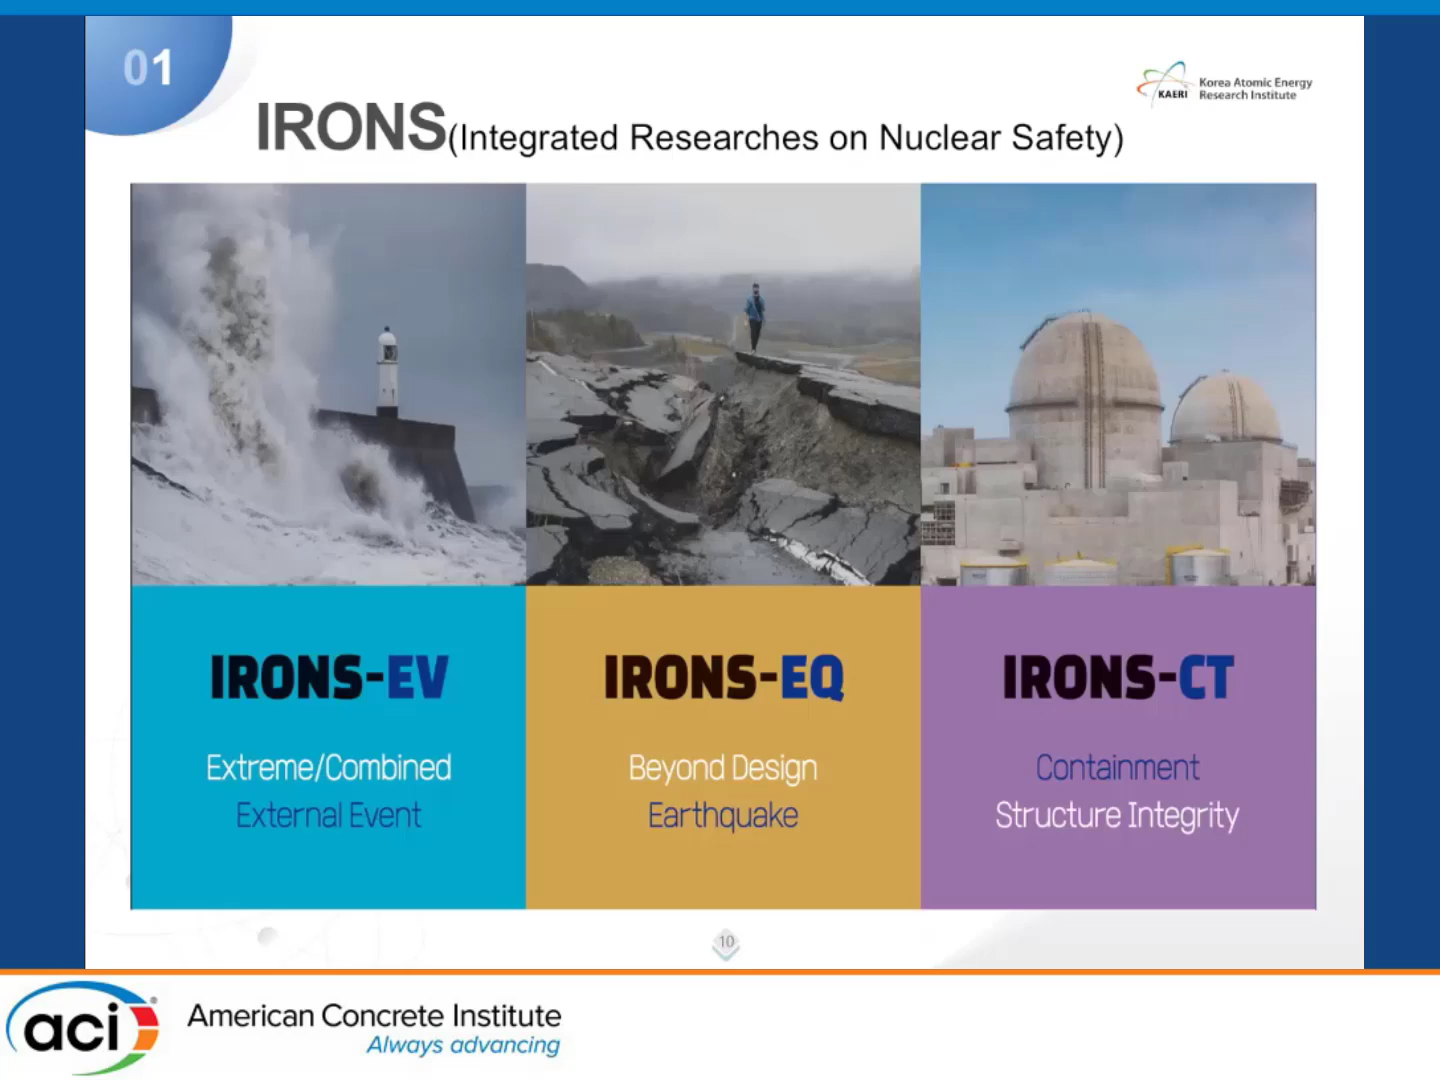 01
KAERI
Korea Atomic Energy
Research Institute
IRONS(Integrated Researches on Nuclear Safety)
IRONS-EV
Extreme/Combined
External Event
IRONS-EQ
Beyond Design
Earthquake
IRONS-CT
Containment
Structure Integrity
10
aci
American Concrete Institute
Always advancing